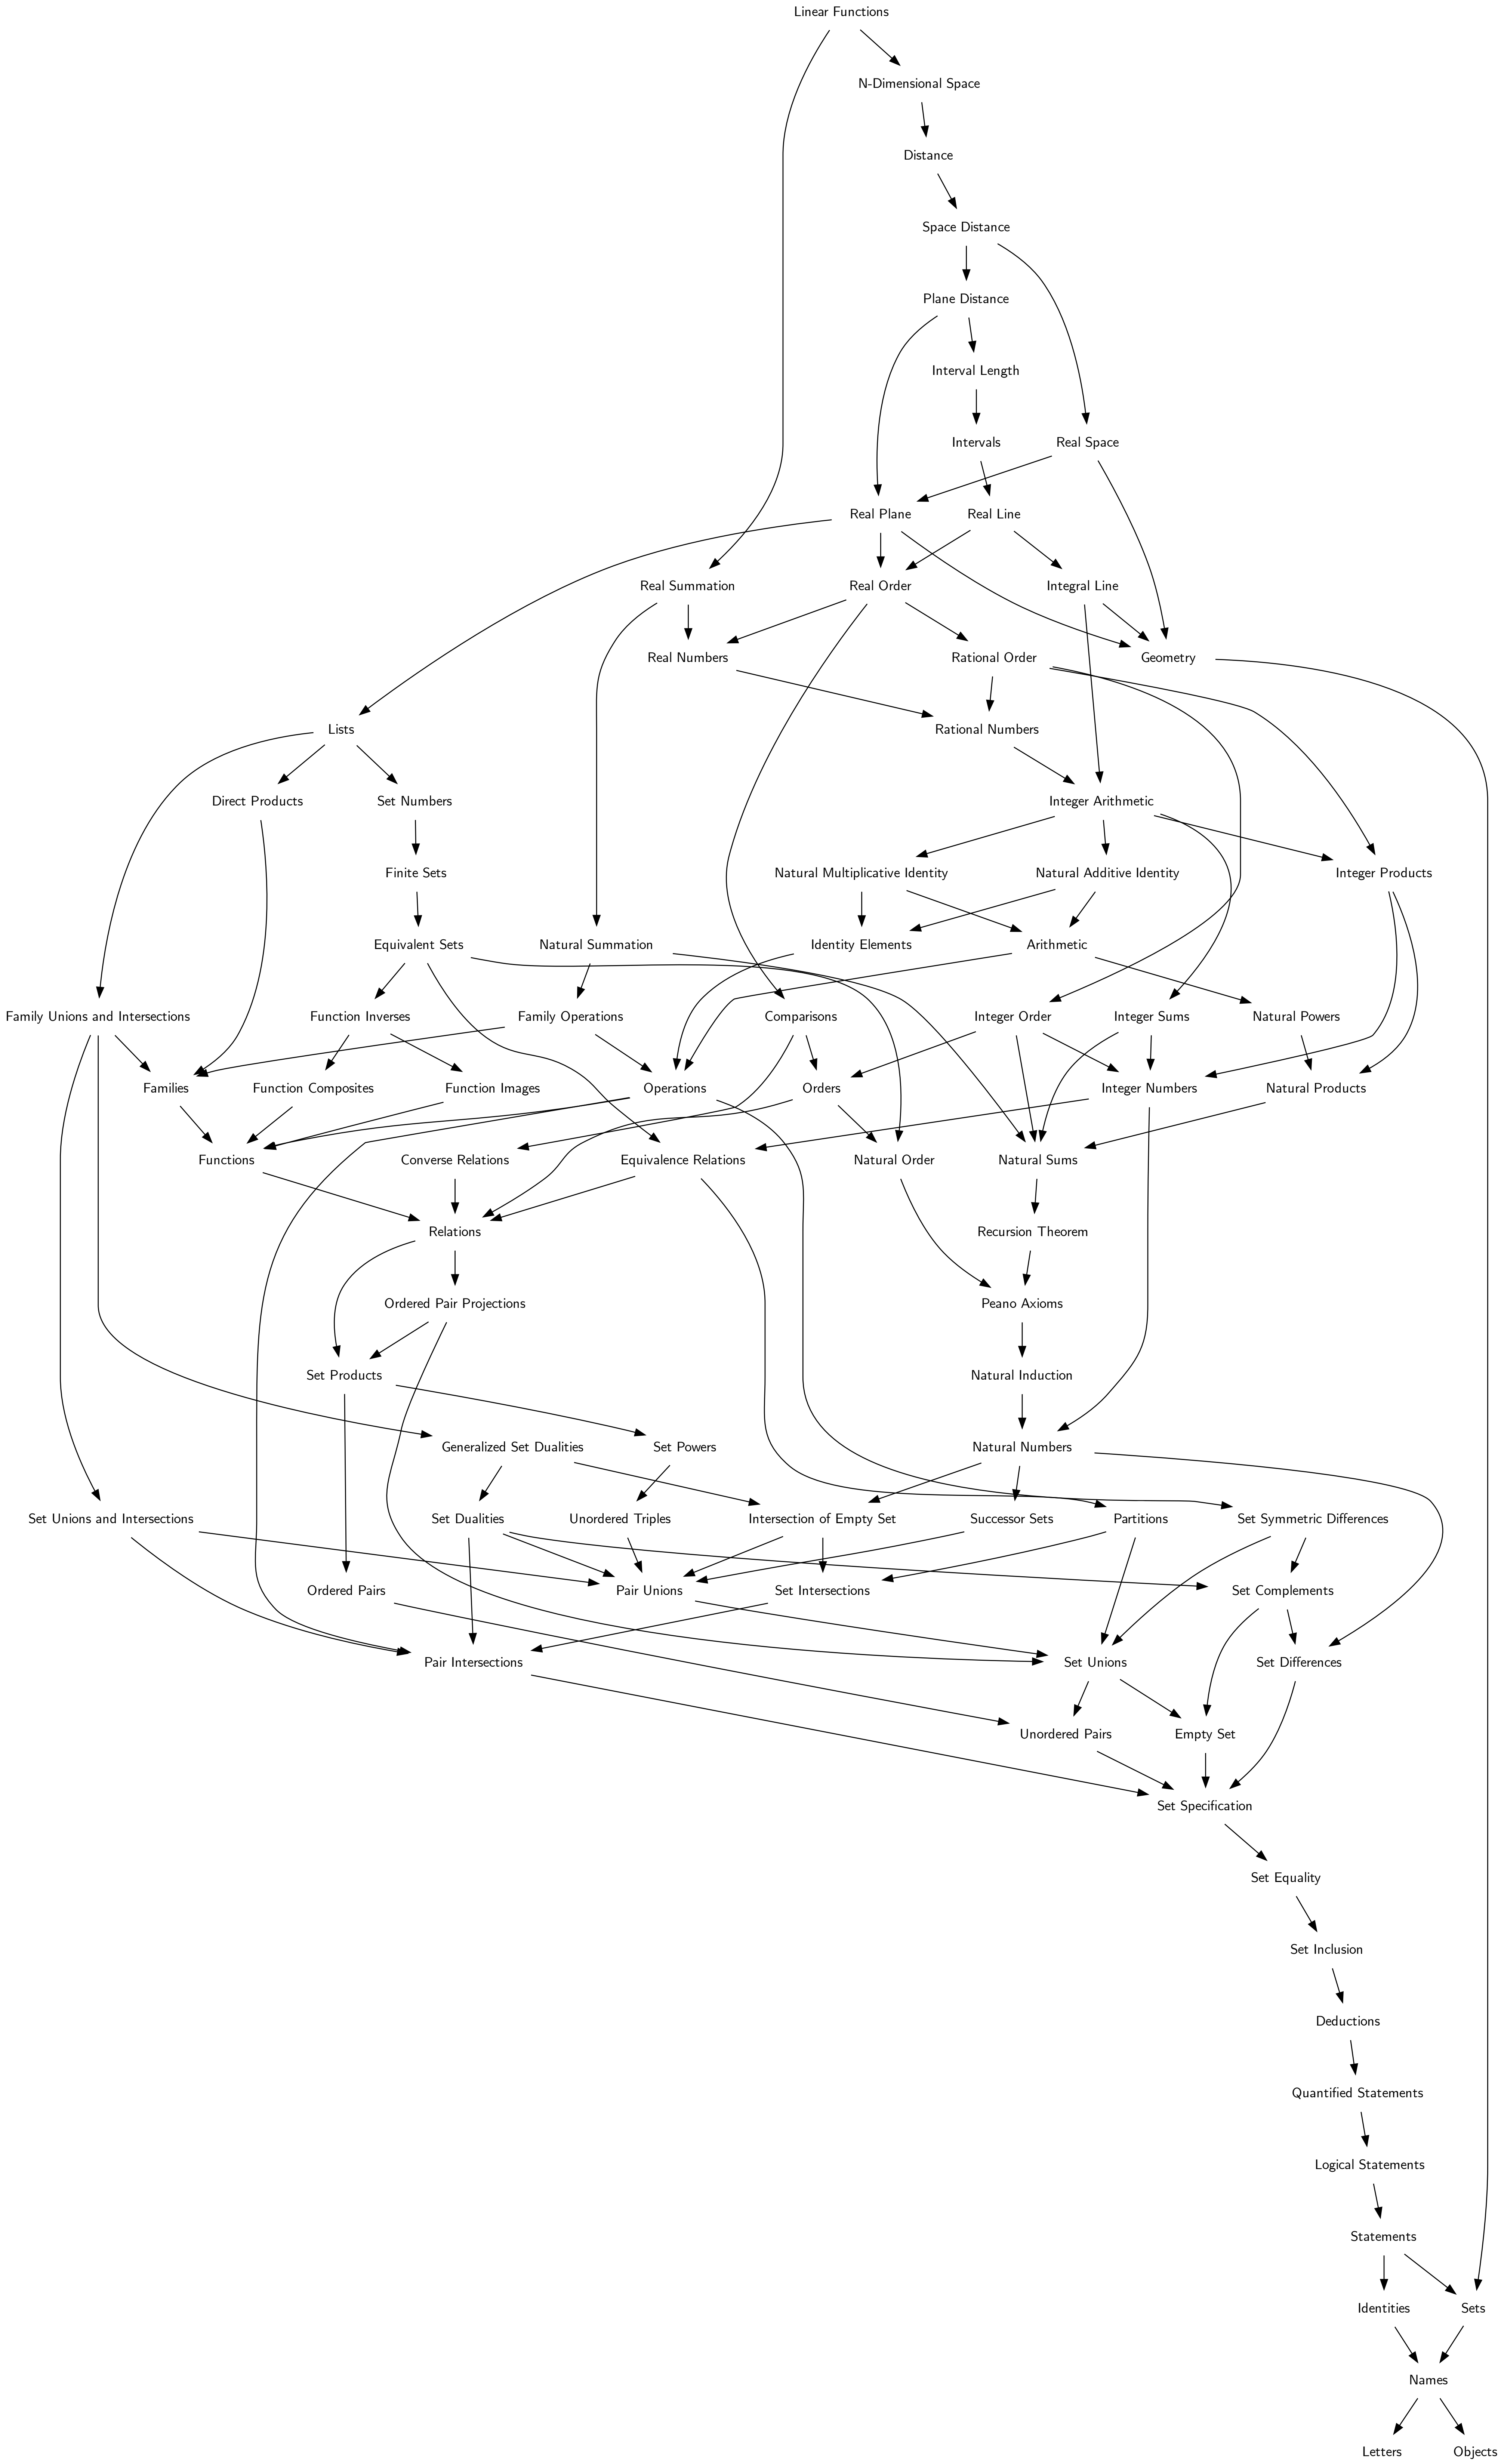 Linear Functions
N-Dimensional Space
Distance
Space Distance
Plane Distance
Interval Length
Intervals
Real Space
Real Plane
Real Line
Real Summation
Real Order
Integral Line
Real Numbers
Rational Order
Geometry
Lists
Rational Numbers
Direct Products
Set Numbers
Integer Arithmetic
Finite Sets
Natural Multiplicative Identity
Natural Additive Identity
Integer Products
Equivalent Sets
Natural Summation
Identity Elements
Arithmetic
Family Unions and Intersections
Function Inverses
Family Operations
Comparisons
Integer Order
Integer Sums
Natural Powers
Families
Function Composites
Function Images
Operations
Orders
Integer Numbers
Natural Products
Functions
Converse Relations
Equivalence Relations
Natural Order
Natural Sums
Relations
Recursion Theorem
Ordered Pair Projections
Peano Axioms
Set Products
Natural Induction
Generalized Set Dualities
Set Powers
Natural Numbers
Set Unions and Intersections
Set Dualities
Unordered Triples
Intersection of Empty Set
Successor Sets
Partitions
Set Symmetric Differences
Ordered Pairs
Pair Unions
Set Intersections
Set Complements
Pair Intersections
Set Unions
Set Differences
Unordered Pairs
Empty Set
Set Specification
Set Equality
Set Inclusion
Deductions
Quantified Statements
Logical Statements
Statements
Identities
Sets
Names
Letters
Objects